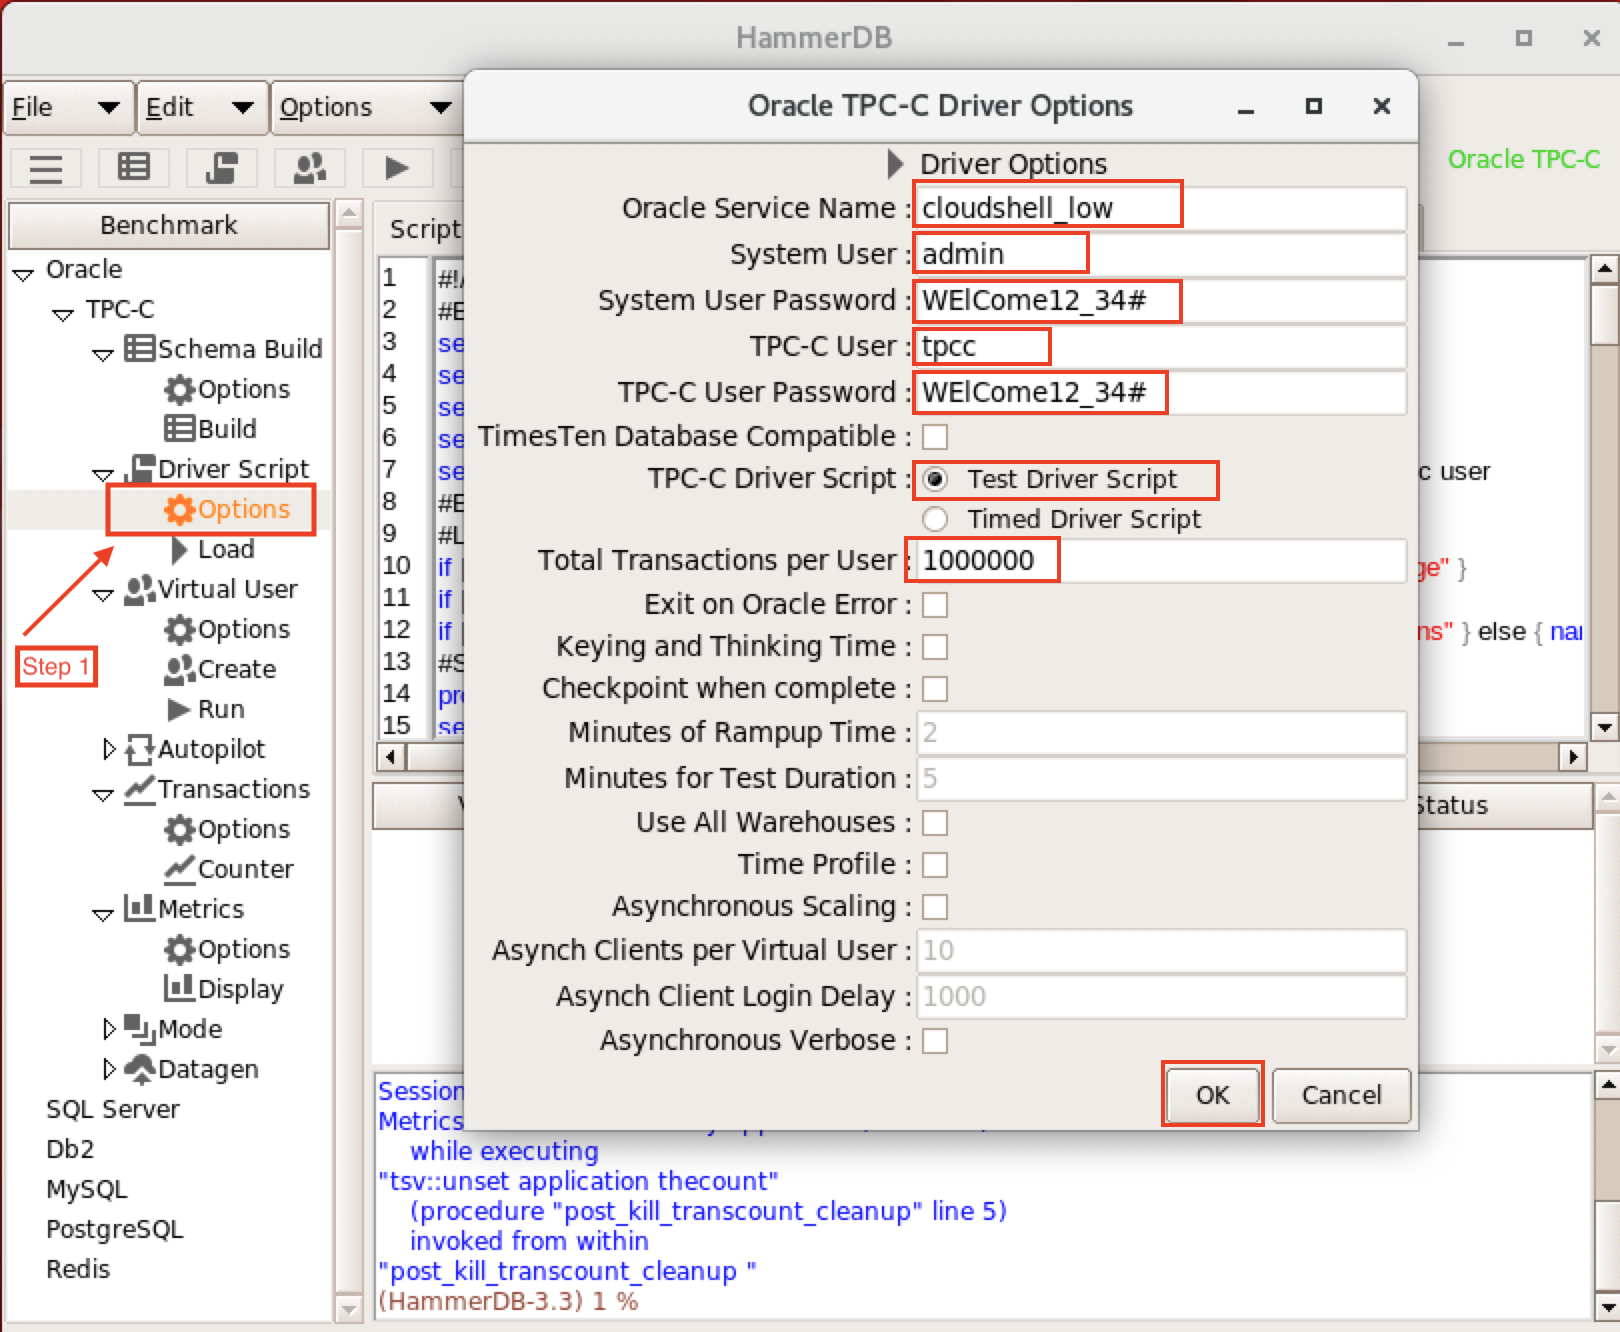 HammerDB
File
Edit
Options
Oracle TPC-C
Benchmark
Oracle
TPC-C
Schema Build
Options
Build
Driver Script
Options
Load
Virtual User
Options
Create
Run
Autopilot
Transactions
Options
Counter
Metrics
Options
Display
Mode
Datagen
SQL Server
Db2
MySQL
PostgreSQL
Redis
Step 1
Script
1 #!/
2 #E
3 se
4 se
5 se
6 se
7 se
8 #E
9 #L
10 if
11 if
12 if
13 #S
14 pro
15 se
c user
ge" }
ns" } else { nar
Status
Oracle TPC-C Driver Options
Driver Options
Oracle Service Name : cloudshell_low
System User : admin
System User Password : WElCome12_34#
TPC-C User : tpcc
TPC-C User Password : WElCome12_34#
TimesTen Database Compatible :
TPC-C Driver Script : Test Driver Script
Timed Driver Script
Total Transactions per User : 1000000
Exit on Oracle Error :
Keying and Thinking Time :
Checkpoint when complete :
Minutes of Rampup Time : 2
Minutes for Test Duration : 5
Use All Warehouses :
Time Profile :
Asynchronous Scaling :
Asynch Clients per Virtual User : 10
Asynch Client Login Delay : 1000
Asynchronous Verbose :
OK
Cancel
Session
Metrics
while executing
"tsv::unset application thecount"
(procedure "post_kill_transcount_cleanup" line 5)
invoked from within
"post_kill_transcount_cleanup "
(HammerDB-3.3) 1 %